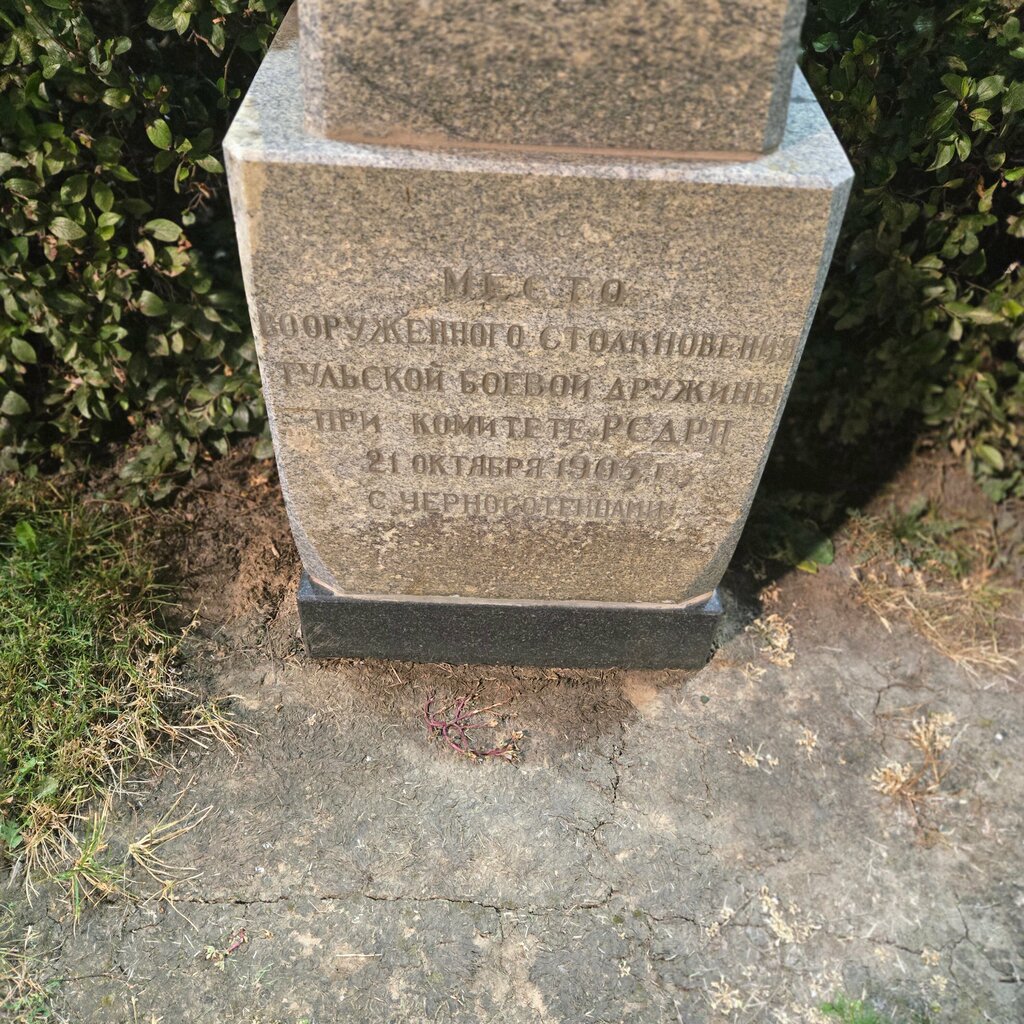 МЕСТО
ВООРУЖЕННОГО СТОЛКНОВЕНИЯ
ТУЛЬСКОЙ БОЕВОЙ ДРУЖИНЫ
ПРИ КОМИТЕТЕ РСДРП
21 ОКТЯБРЯ 1905 Г.
С ЧЕРНОСОТЕНЦАМИ